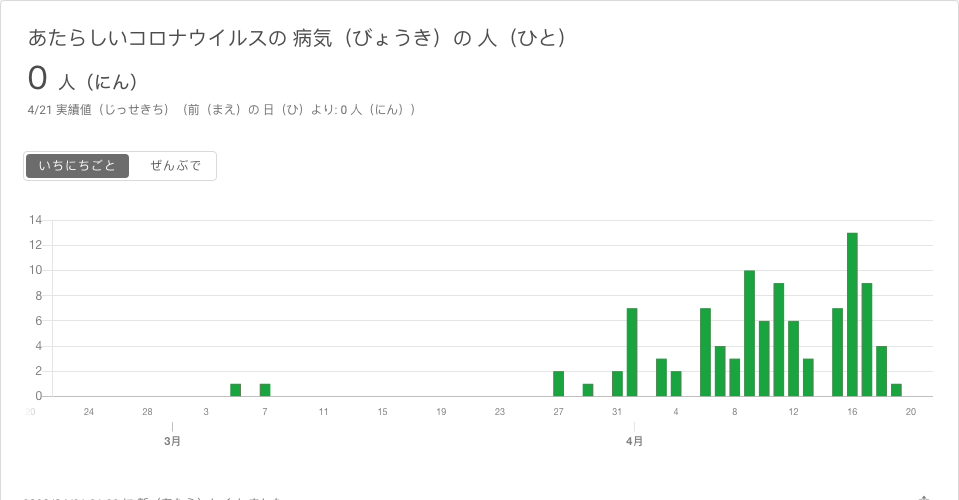 あたらしいコロナウイルスの 病気（びょうき）の 人（ひと）
0 人（にん）
4/21 実績値（じっせきち）（前（まえ）の 日（ひ）より: 0 人（にん））
いちにちごと ぜんぶで
14
12
10
8
6
4
2
0
20 24 28 3 7 11 15 19 23 27 31 4 8 12 16 20
3月 4月